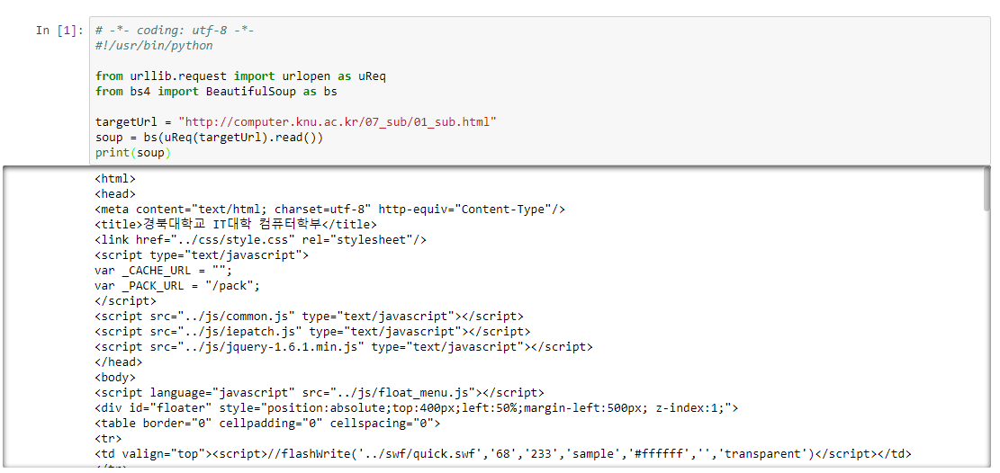 In [1]:
# -*- coding: utf-8 -*-
#!/usr/bin/python
from urllib.request import urlopen as uReq
from bs4 import BeautifulSoup as bs
targetUrl = "http://computer.knu.ac.kr/07_sub/01_sub.html"
soup = bs(uReq(targetUrl).read())
print(soup)
<html>
<head>
<meta content="text/html; charset=utf-8" http-equiv="Content-Type"/>
<title>경북대학교 IT대학 컴퓨터학부</title>
<link href="../css/style.css" rel="stylesheet"/>
<script type="text/javascript">
var _CACHE_URL = "";
var _PACK_URL = "/pack";
</script>
<script src="../js/common.js" type="text/javascript"></script>
<script src="../js/iepatch.js" type="text/javascript"></script>
<script src="../js/jquery-1.6.1.min.js" type="text/javascript"></script>
</head>
<body>
<script language="javascript" src="../js/float_menu.js"></script>
<div id="floater" style="position:absolute;top:400px;left:50%;margin-left:500px; z-index:1;">
<table border="0" cellpadding="0" cellspacing="0">
<tr>
<td valign="top"><script>//flashWrite('../swf/quick.swf','68','233','sample','#ffffff','','transparent')</script></td>